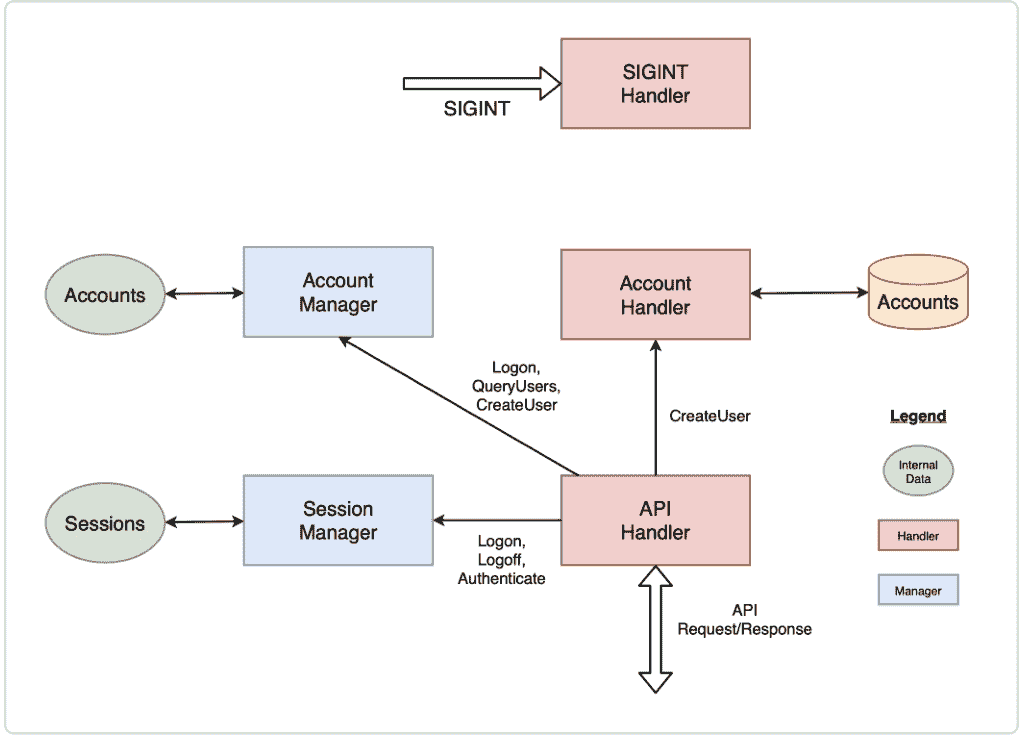 SIGINT
SIGINT
Handler
Accounts
Account
Manager
Account
Handler
Accounts
Logon,
QueryUsers,
CreateUser
CreateUser
Legend
Internal
Data
Sessions
Session
Manager
API
Handler
Handler
Logon,
Logoff,
Authenticate
Manager
API
Request/Response